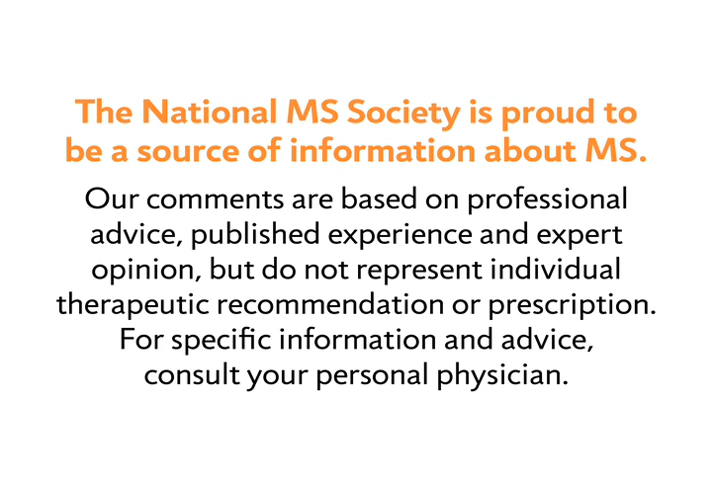 The National MS Society is proud to
be a source of information about MS.
Our comments are based on professional
advice, published experience and expert
opinion, but do not represent individual
therapeutic recommendation or prescription.
For specific information and advice,
consult your personal physician.